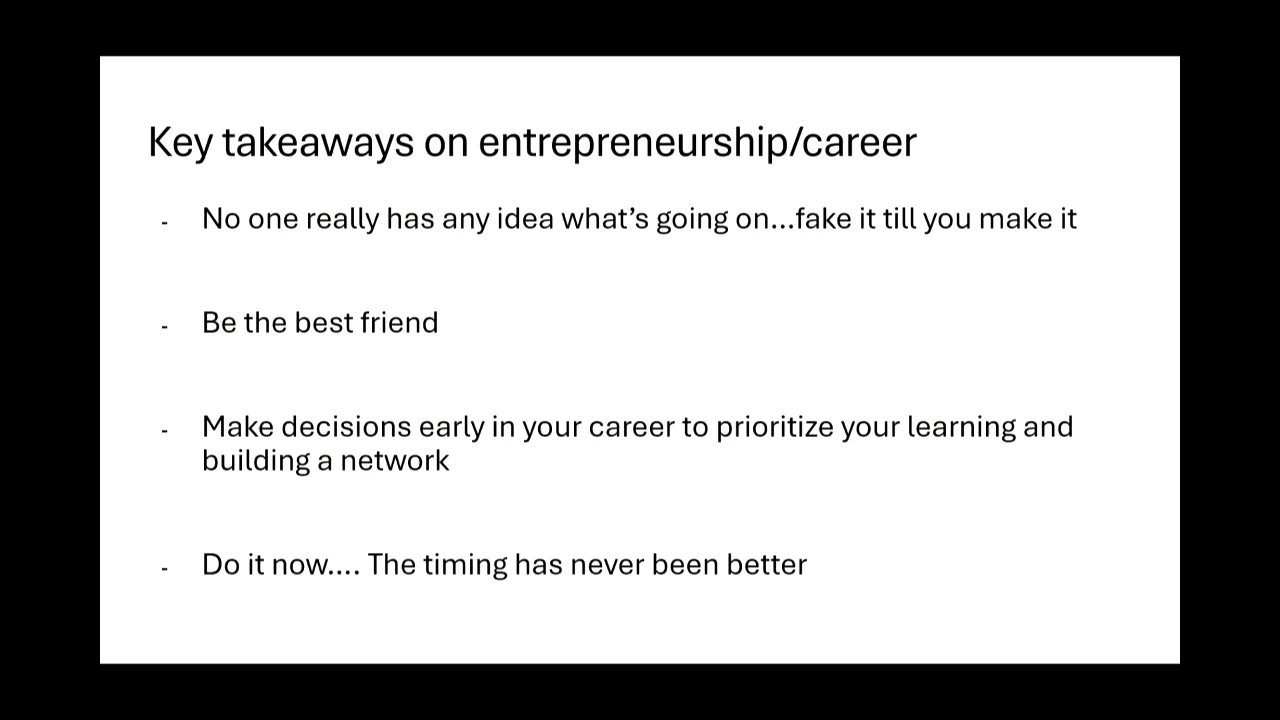 Key takeaways on entrepreneurship/career
- No one really has any idea what's going on...fake it till you make it
- Be the best friend
- Make decisions early in your career to prioritize your learning and
building a network
- Do it now.... The timing has never been better